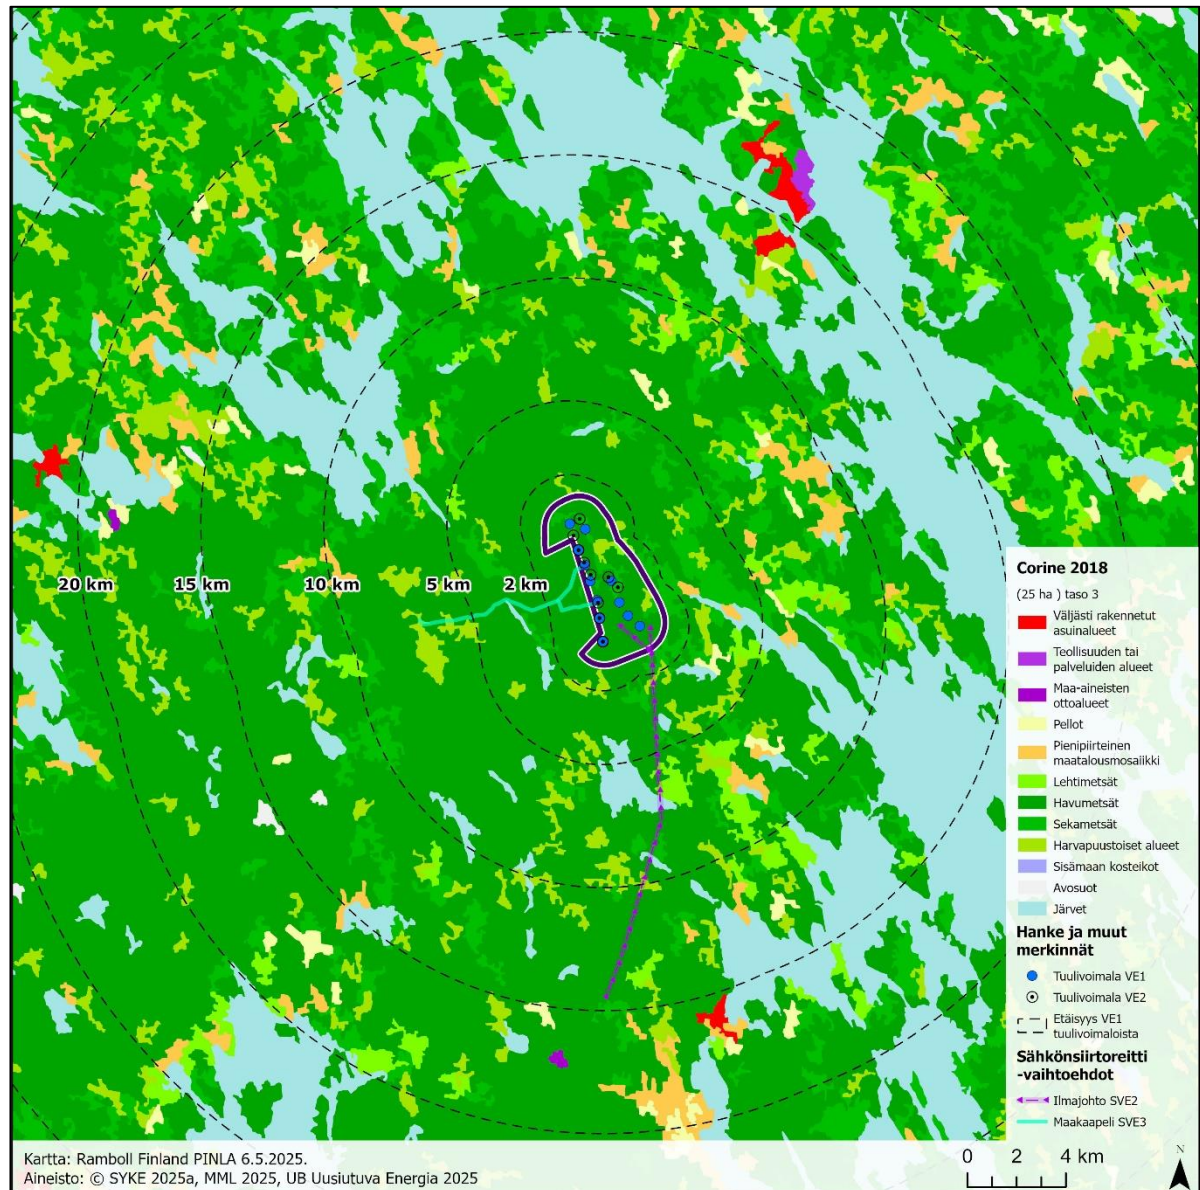 20 km
15 km
10 km
5 km
2 km
Corine 2018
(25 ha ) taso 3
Väljästi rakennetut
asuinalueet
Teollisuuden tai
palveluiden alueet
Maa-aineisten
ottoalueet
Pellot
Pienipiirteinen
maatalousmosaiikki
Lehtimetsät
Havumetsät
Sekametsät
Harvapuustoiset alueet
Sisämaan kosteikot
Avosuot
Järvet
Hanke ja muut
merkinnät
Tuulivoimala VE1
Tuulivoimala VE2
Etäisyys VE1
tuulivoimaloista
Sähkönsiirtoreitti
-vaihtoehdot
Ilmajohto SVE2
Maakaapeli SVE3
Kartta: Ramboll Finland PINLA 6.5.2025.
Aineisto: © SYKE 2025a, MML 2025, UB Uusiutuva Energia 2025
0 2 4 km
N